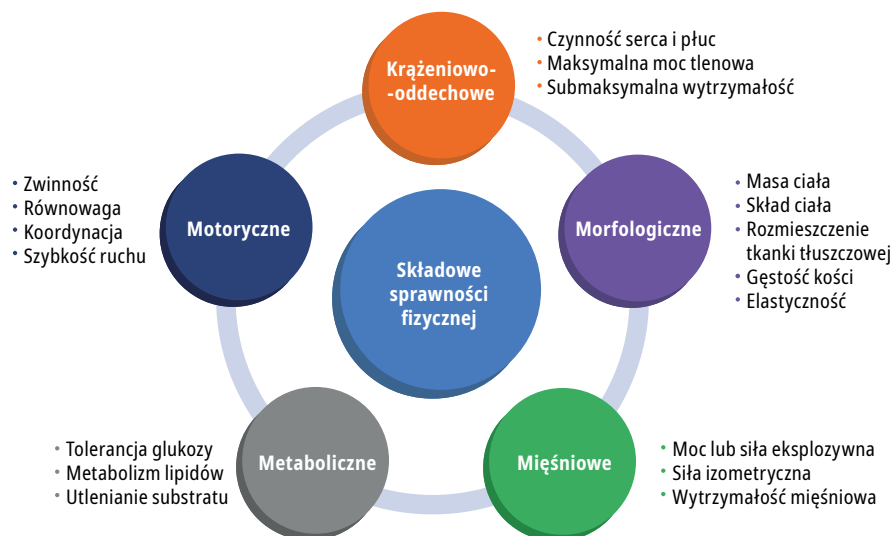 Krążeniowo-
-oddechowe
• Czynność serca i płuc
• Maksymalna moc tlenowa
• Submaksymalna wytrzymałość
Morfologiczne
• Masa ciała
• Skład ciała
• Rozmieszczenie
tkanki tłuszczowej
• Gęstość kości
• Elastyczność
Mięśniowe
• Moc lub siła eksplozywna
• Siła izometryczna
• Wytrzymałość mięśniowa
Metaboliczne
• Tolerancja glukozy
• Metabolizm lipidów
• Utlenianie substratu
Motoryczne
• Zwinność
• Równowaga
• Koordynacja
• Szybkość ruchu
Składowe
sprawności
fizycznej